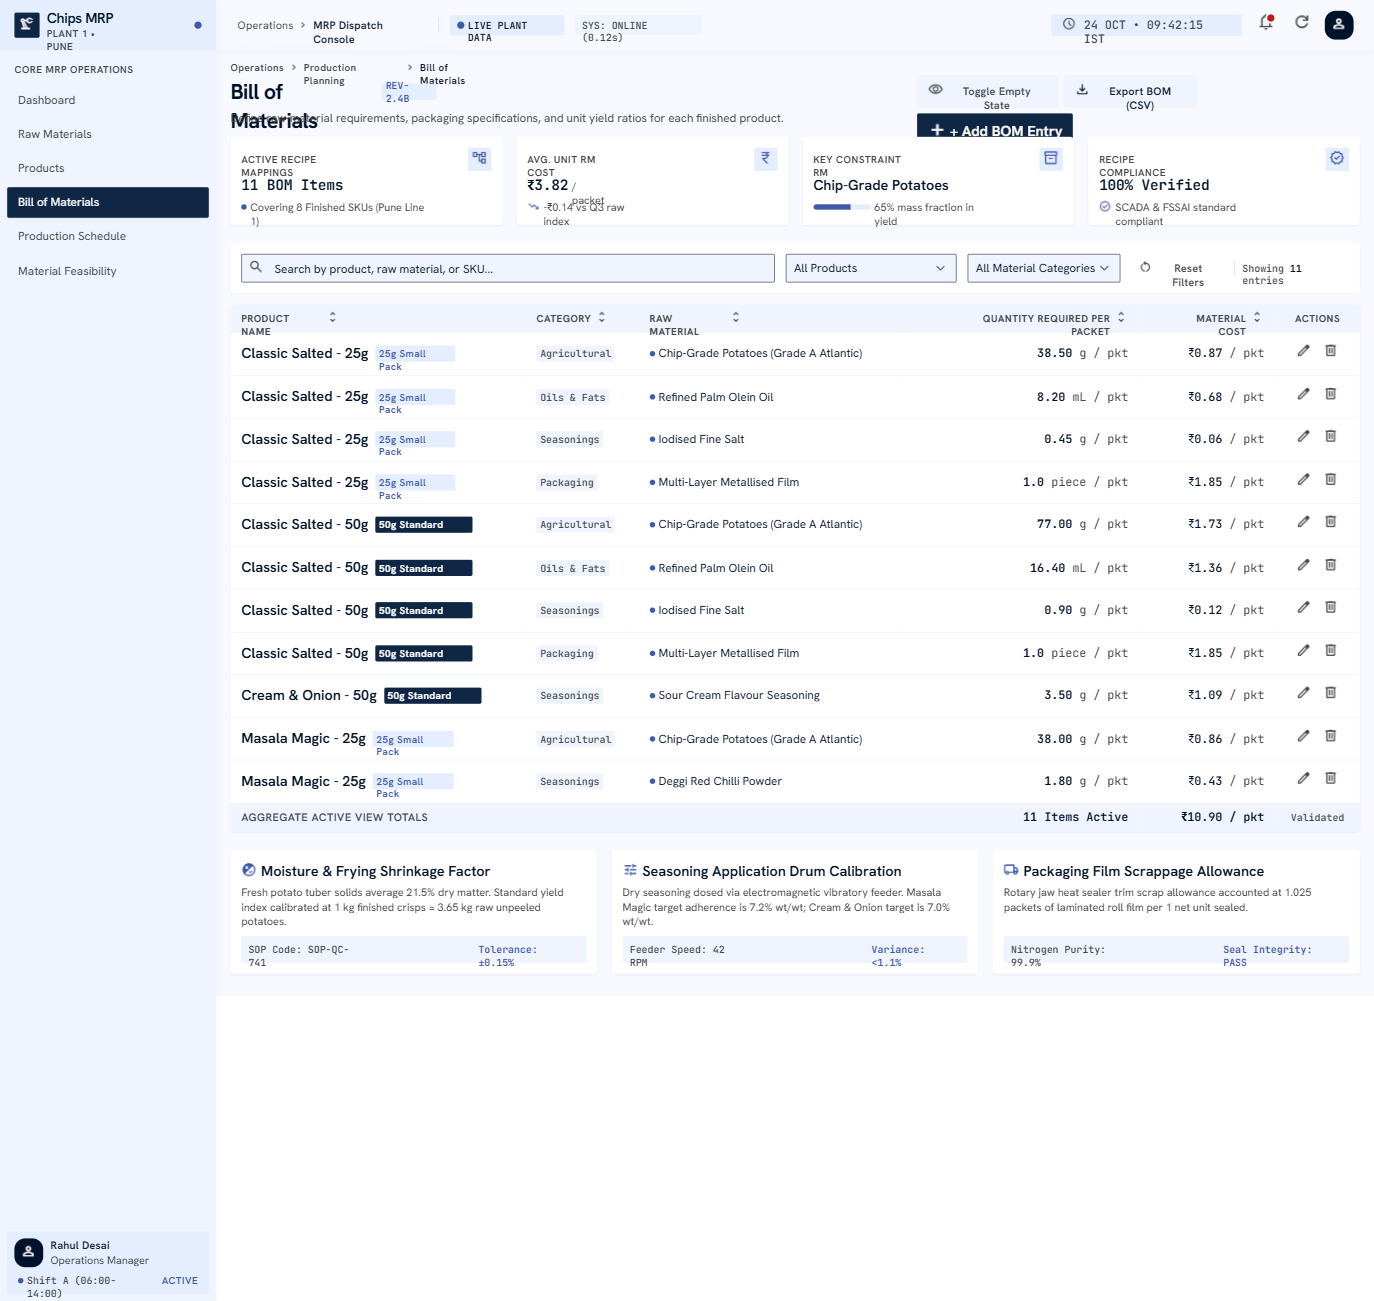 Chips MRP
PLANT 1 •
PUNE
CORE MRP OPERATIONS
Dashboard
Raw Materials
Products
Bill of Materials
Production Schedule
Material Feasibility
Rahul Desai
Operations Manager
Shift A (06:00-
14:00)
ACTIVE
Operations > MRP Dispatch
Console
LIVE PLANT
DATA
SYS: ONLINE
(0.12s)
24 OCT • 09:42:15
IST
Operations > Production
Planning
> Bill of
Materials
Bill of
Materials
REV-
2.4B
raw material requirements, packaging specifications, and unit yield ratios for each finished product.
Toggle Empty
State
Export BOM
(CSV)
+ Add BOM Entry
ACTIVE RECIPE
MAPPINGS
11 BOM Items
Covering 8 Finished SKUs (Pune Line
1)
AVG. UNIT RM
COST
₹3.82 /
packet
-₹0.14 vs Q3 raw
index
KEY CONSTRAINT
RM
Chip-Grade Potatoes
65% mass fraction in
yield
RECIPE
COMPLIANCE
100% Verified
SCADA & FSSAI standard
compliant
Search by product, raw material, or SKU...
All Products
All Material Categories
Reset
Filters
Showing 11
entries
PRODUCT
NAME
CATEGORY
RAW
MATERIAL
QUANTITY REQUIRED PER
PACKET
MATERIAL
COST
ACTIONS
Classic Salted - 25g 25g Small
Pack
Agricultural Chip-Grade Potatoes (Grade A Atlantic) 38.50 g / pkt ₹0.87 / pkt
Classic Salted - 25g 25g Small
Pack
Oils & Fats Refined Palm Olein Oil 8.20 mL / pkt ₹0.68 / pkt
Classic Salted - 25g 25g Small
Pack
Seasonings Iodised Fine Salt 0.45 g / pkt ₹0.06 / pkt
Classic Salted - 25g 25g Small
Pack
Packaging Multi-Layer Metallised Film 1.0 piece / pkt ₹1.85 / pkt
Classic Salted - 50g 50g Standard Agricultural Chip-Grade Potatoes (Grade A Atlantic) 77.00 g / pkt ₹1.73 / pkt
Classic Salted - 50g 50g Standard Oils & Fats Refined Palm Olein Oil 16.40 mL / pkt ₹1.36 / pkt
Classic Salted - 50g 50g Standard Seasonings Iodised Fine Salt 0.90 g / pkt ₹0.12 / pkt
Classic Salted - 50g 50g Standard Packaging Multi-Layer Metallised Film 1.0 piece / pkt ₹1.85 / pkt
Cream & Onion - 50g 50g Standard Seasonings Sour Cream Flavour Seasoning 3.50 g / pkt ₹1.09 / pkt
Masala Magic - 25g 25g Small
Pack
Agricultural Chip-Grade Potatoes (Grade A Atlantic) 38.00 g / pkt ₹0.86 / pkt
Masala Magic - 25g 25g Small
Pack
Seasonings Deggi Red Chilli Powder 1.80 g / pkt ₹0.43 / pkt
AGGREGATE ACTIVE VIEW TOTALS 11 Items Active ₹10.90 / pkt Validated
Moisture & Frying Shrinkage Factor
Fresh potato tuber solids average 21.5% dry matter. Standard yield
index calibrated at 1 kg finished crisps = 3.65 kg raw unpeeled
potatoes.
SOP Code: SOP-QC-
741
Tolerance:
±0.15%
Seasoning Application Drum Calibration
Dry seasoning dosed via electromagnetic vibratory feeder. Masala
Magic target adherence is 7.2% wt/wt; Cream & Onion target is 7.0%
wt/wt.
Feeder Speed: 42
RPM
Variance:
<1.1%
Packaging Film Scrappage Allowance
Rotary jaw heat sealer trim scrap allowance accounted at 1.025
packets of laminated roll film per 1 net unit sealed.
Nitrogen Purity:
99.9%
Seal Integrity:
PASS